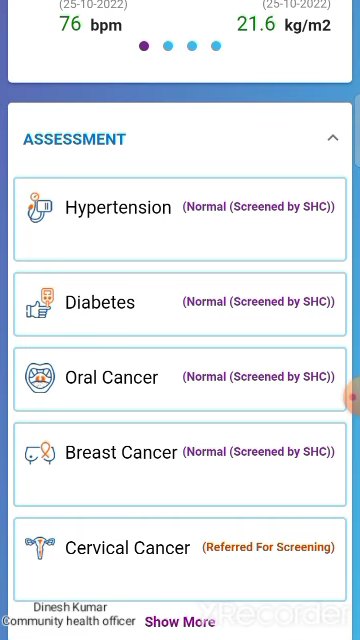 (25-10-2022) (25-10-2022)
76 bpm 21.6 kg/m2
ASSESSMENT
Hypertension (Normal (Screened by SHC))
Diabetes (Normal (Screened by SHC))
Oral Cancer (Normal (Screened by SHC))
Breast Cancer (Normal (Screened by SHC))
Cervical Cancer (Referred For Screening)
Dinesh Kumar
Community health officer Show More XRecorder